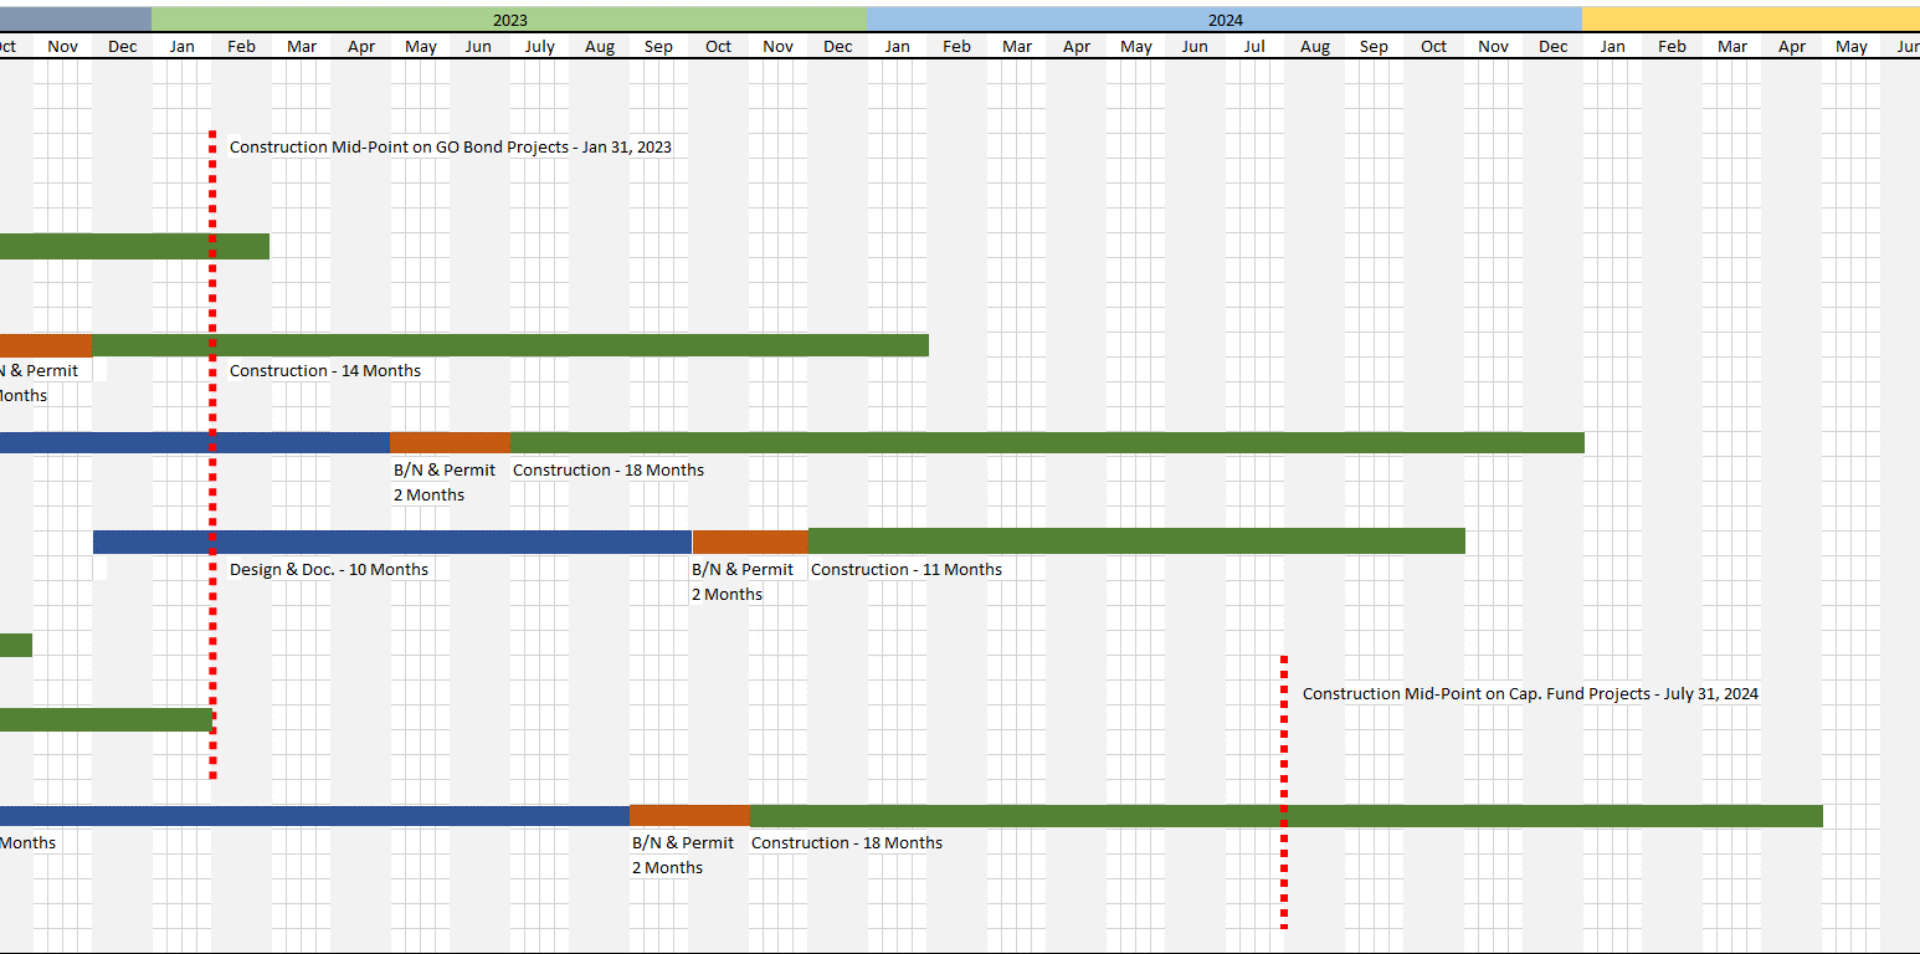 2023 2024
ct Nov Dec Jan Feb Mar Apr May Jun July Aug Sep Oct Nov Dec Jan Feb Mar Apr May Jun Jul Aug Sep Oct Nov Dec Jan Feb Mar Apr May Jun
Construction Mid-Point on GO Bond Projects - Jan 31, 2023
N & Permit Construction - 14 Months
Months
B/N & Permit Construction - 18 Months
2 Months
Design & Doc. - 10 Months B/N & Permit Construction - 11 Months
2 Months
Construction Mid-Point on Cap. Fund Projects - July 31, 2024
Months B/N & Permit Construction - 18 Months
2 Months